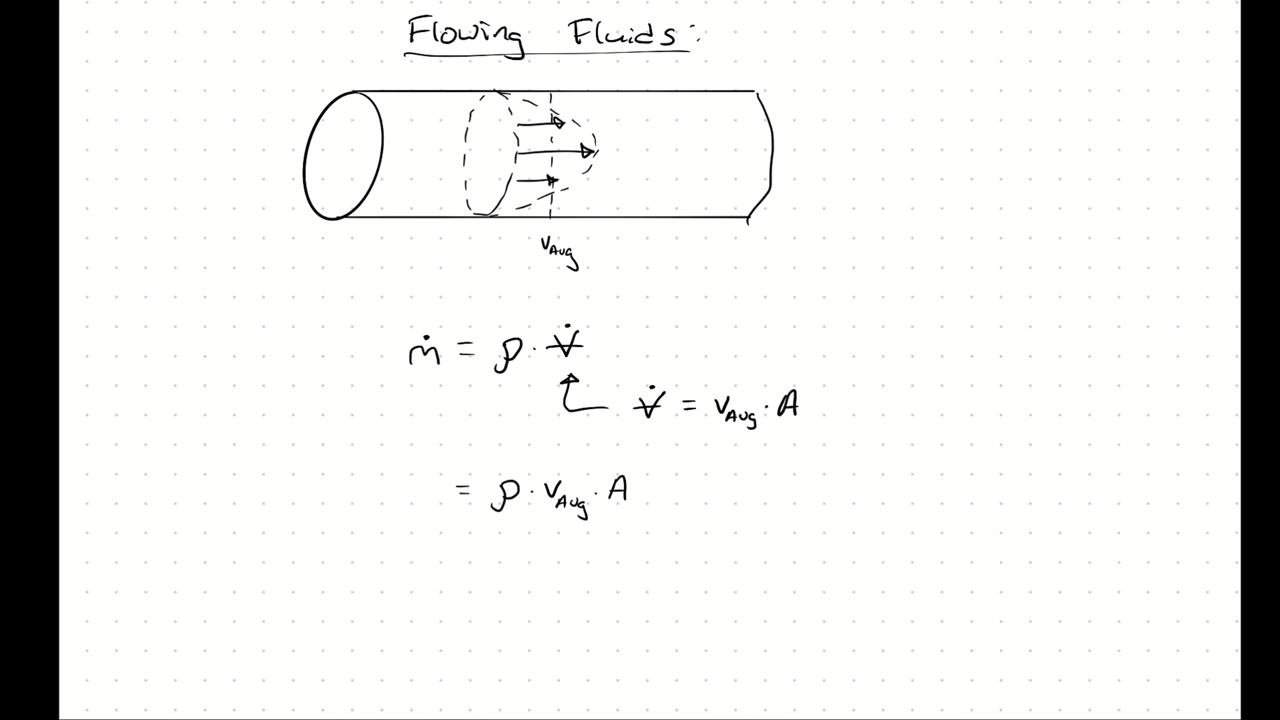 Flowing Fluids:
v_Avg
ṁ = ρ · V̶̇
V̶̇ = v_Avg · A
= ρ · v_Avg · A